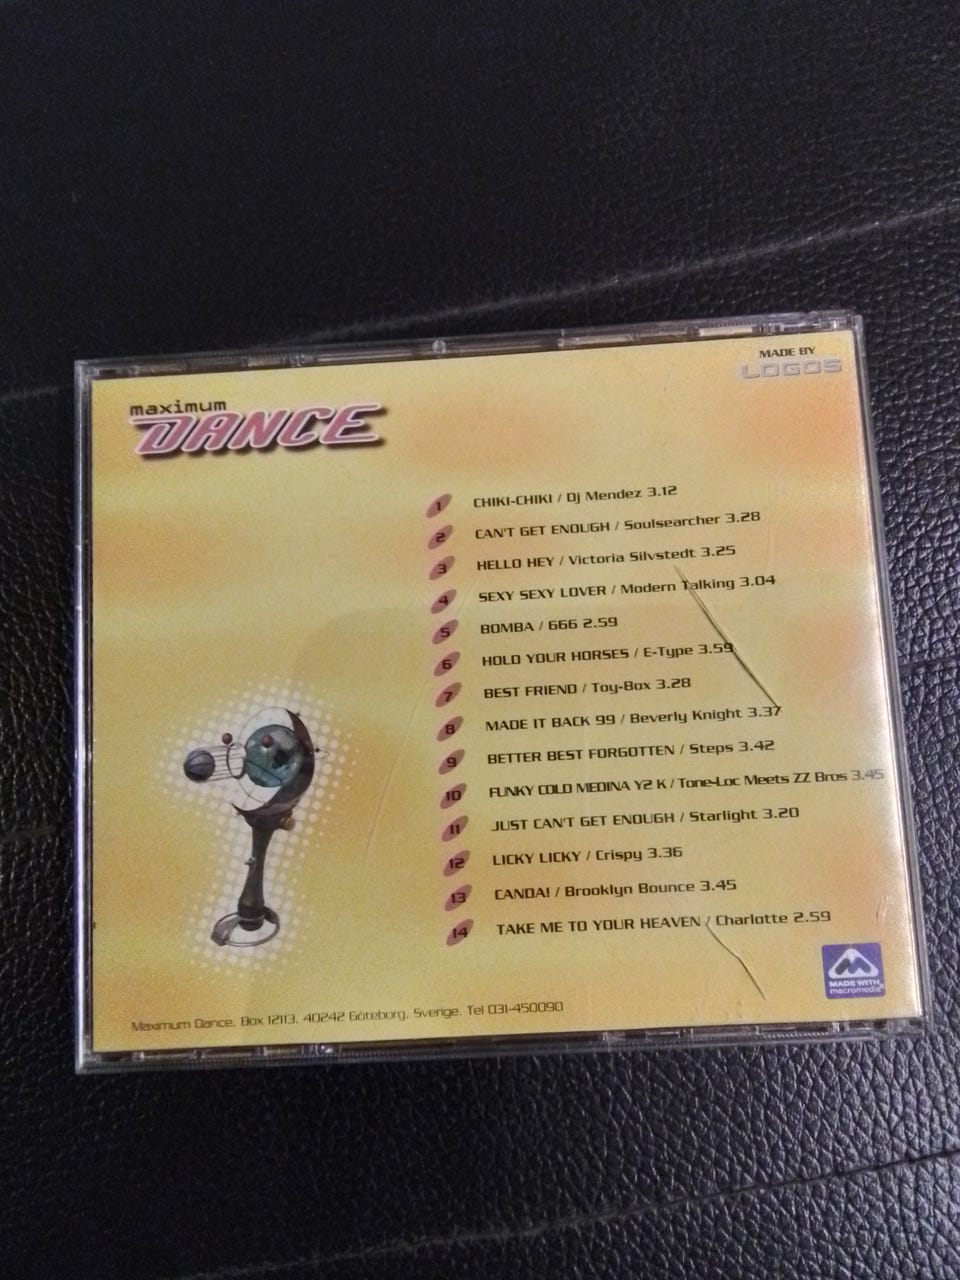 MADE BY
LOGOS
maximum
DANCE
1 CHIKI-CHIKI / Dj Mendez 3.12
2 CAN'T GET ENOUGH / Soulsearcher 3.28
3 HELLO HEY / Victoria Silvstedt 3.25
4 SEXY SEXY LOVER / Modern Talking 3.04
5 BOMBA / 666 2.59
6 HOLD YOUR HORSES / E-Type 3.59
7 BEST FRIEND / Toy-Box 3.28
8 MADE IT BACK 99 / Beverly Knight 3.37
9 BETTER BEST FORGOTTEN / Steps 3.42
10 FUNKY COLD MEDINA Y2 K / Tone-Loc Meets ZZ Bros 3.45
11 JUST CAN'T GET ENOUGH / Starlight 3.20
12 LICKY LICKY / Crispy 3.36
13 CANDA! / Brooklyn Bounce 3.45
14 TAKE ME TO YOUR HEAVEN / Charlotte 2.59
MADE WITH
macromedia®
Maximum Dance, Box 12113, 40242 Göteborg, Sverige. Tel 031-450090